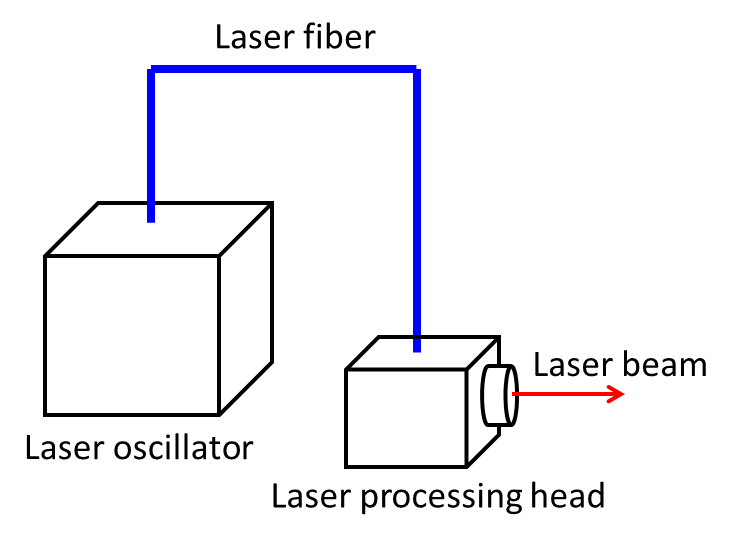 Laser fiber
Laser beam
Laser oscillator
Laser processing head